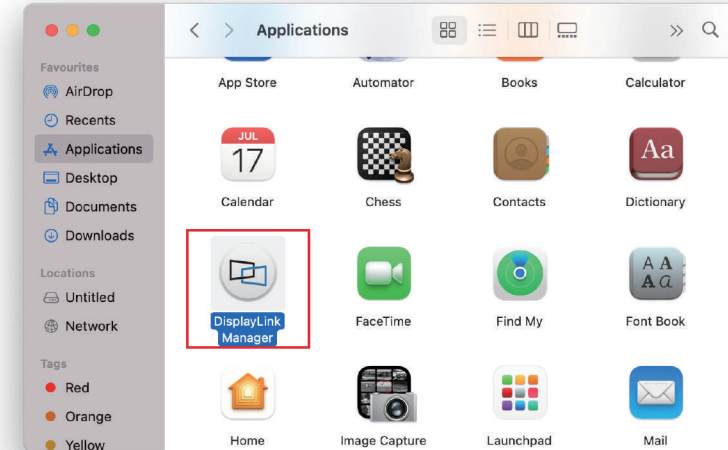 Applications
Favourites
AirDrop
Recents
Applications
Desktop
Documents
Downloads
Locations
Untitled
Network
Tags
Red
Orange
Yellow
App Store
Automator
Books
Calculator
JUL
17
Aa
Calendar
Chess
Contacts
Dictionary
A A
A a
DisplayLink
Manager
FaceTime
Find My
Font Book
Home
Image Capture
Launchpad
Mail